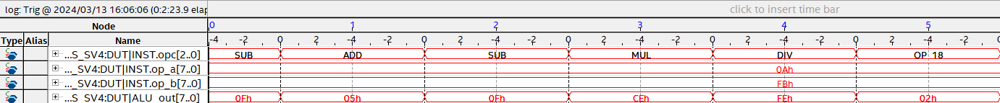 log: Trig @ 2024/03/13 16:06:06 (0:2:23.9 elap
click to insert time bar
Node
0 1 2 3 4 5
Type Alias Name
-4 -2 0 -4 -2 0 -4 -2 0 -4 -2 0 -4 -2 0 -4 -2 0
...S_SV4:DUT|INST.opc[2..0] SUB ADD SUB MUL DIV OP_18
..._SV4:DUT|INST.op_a[7..0] 0Ah
..._SV4:DUT|INST.op_b[7..0] FBh
...S_SV4:DUT|ALU_out[7..0] 0Fh 05h 0Fh CEh FEh 02h